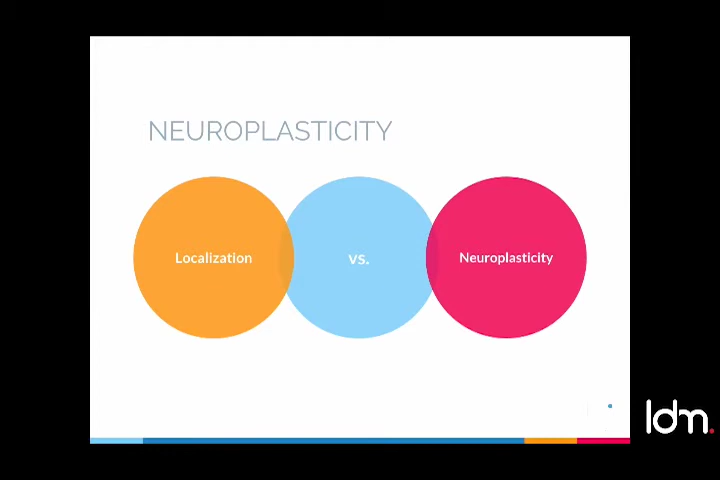 NEUROPLASTICITY
Localization
vs.
Neuroplasticity
ldm.